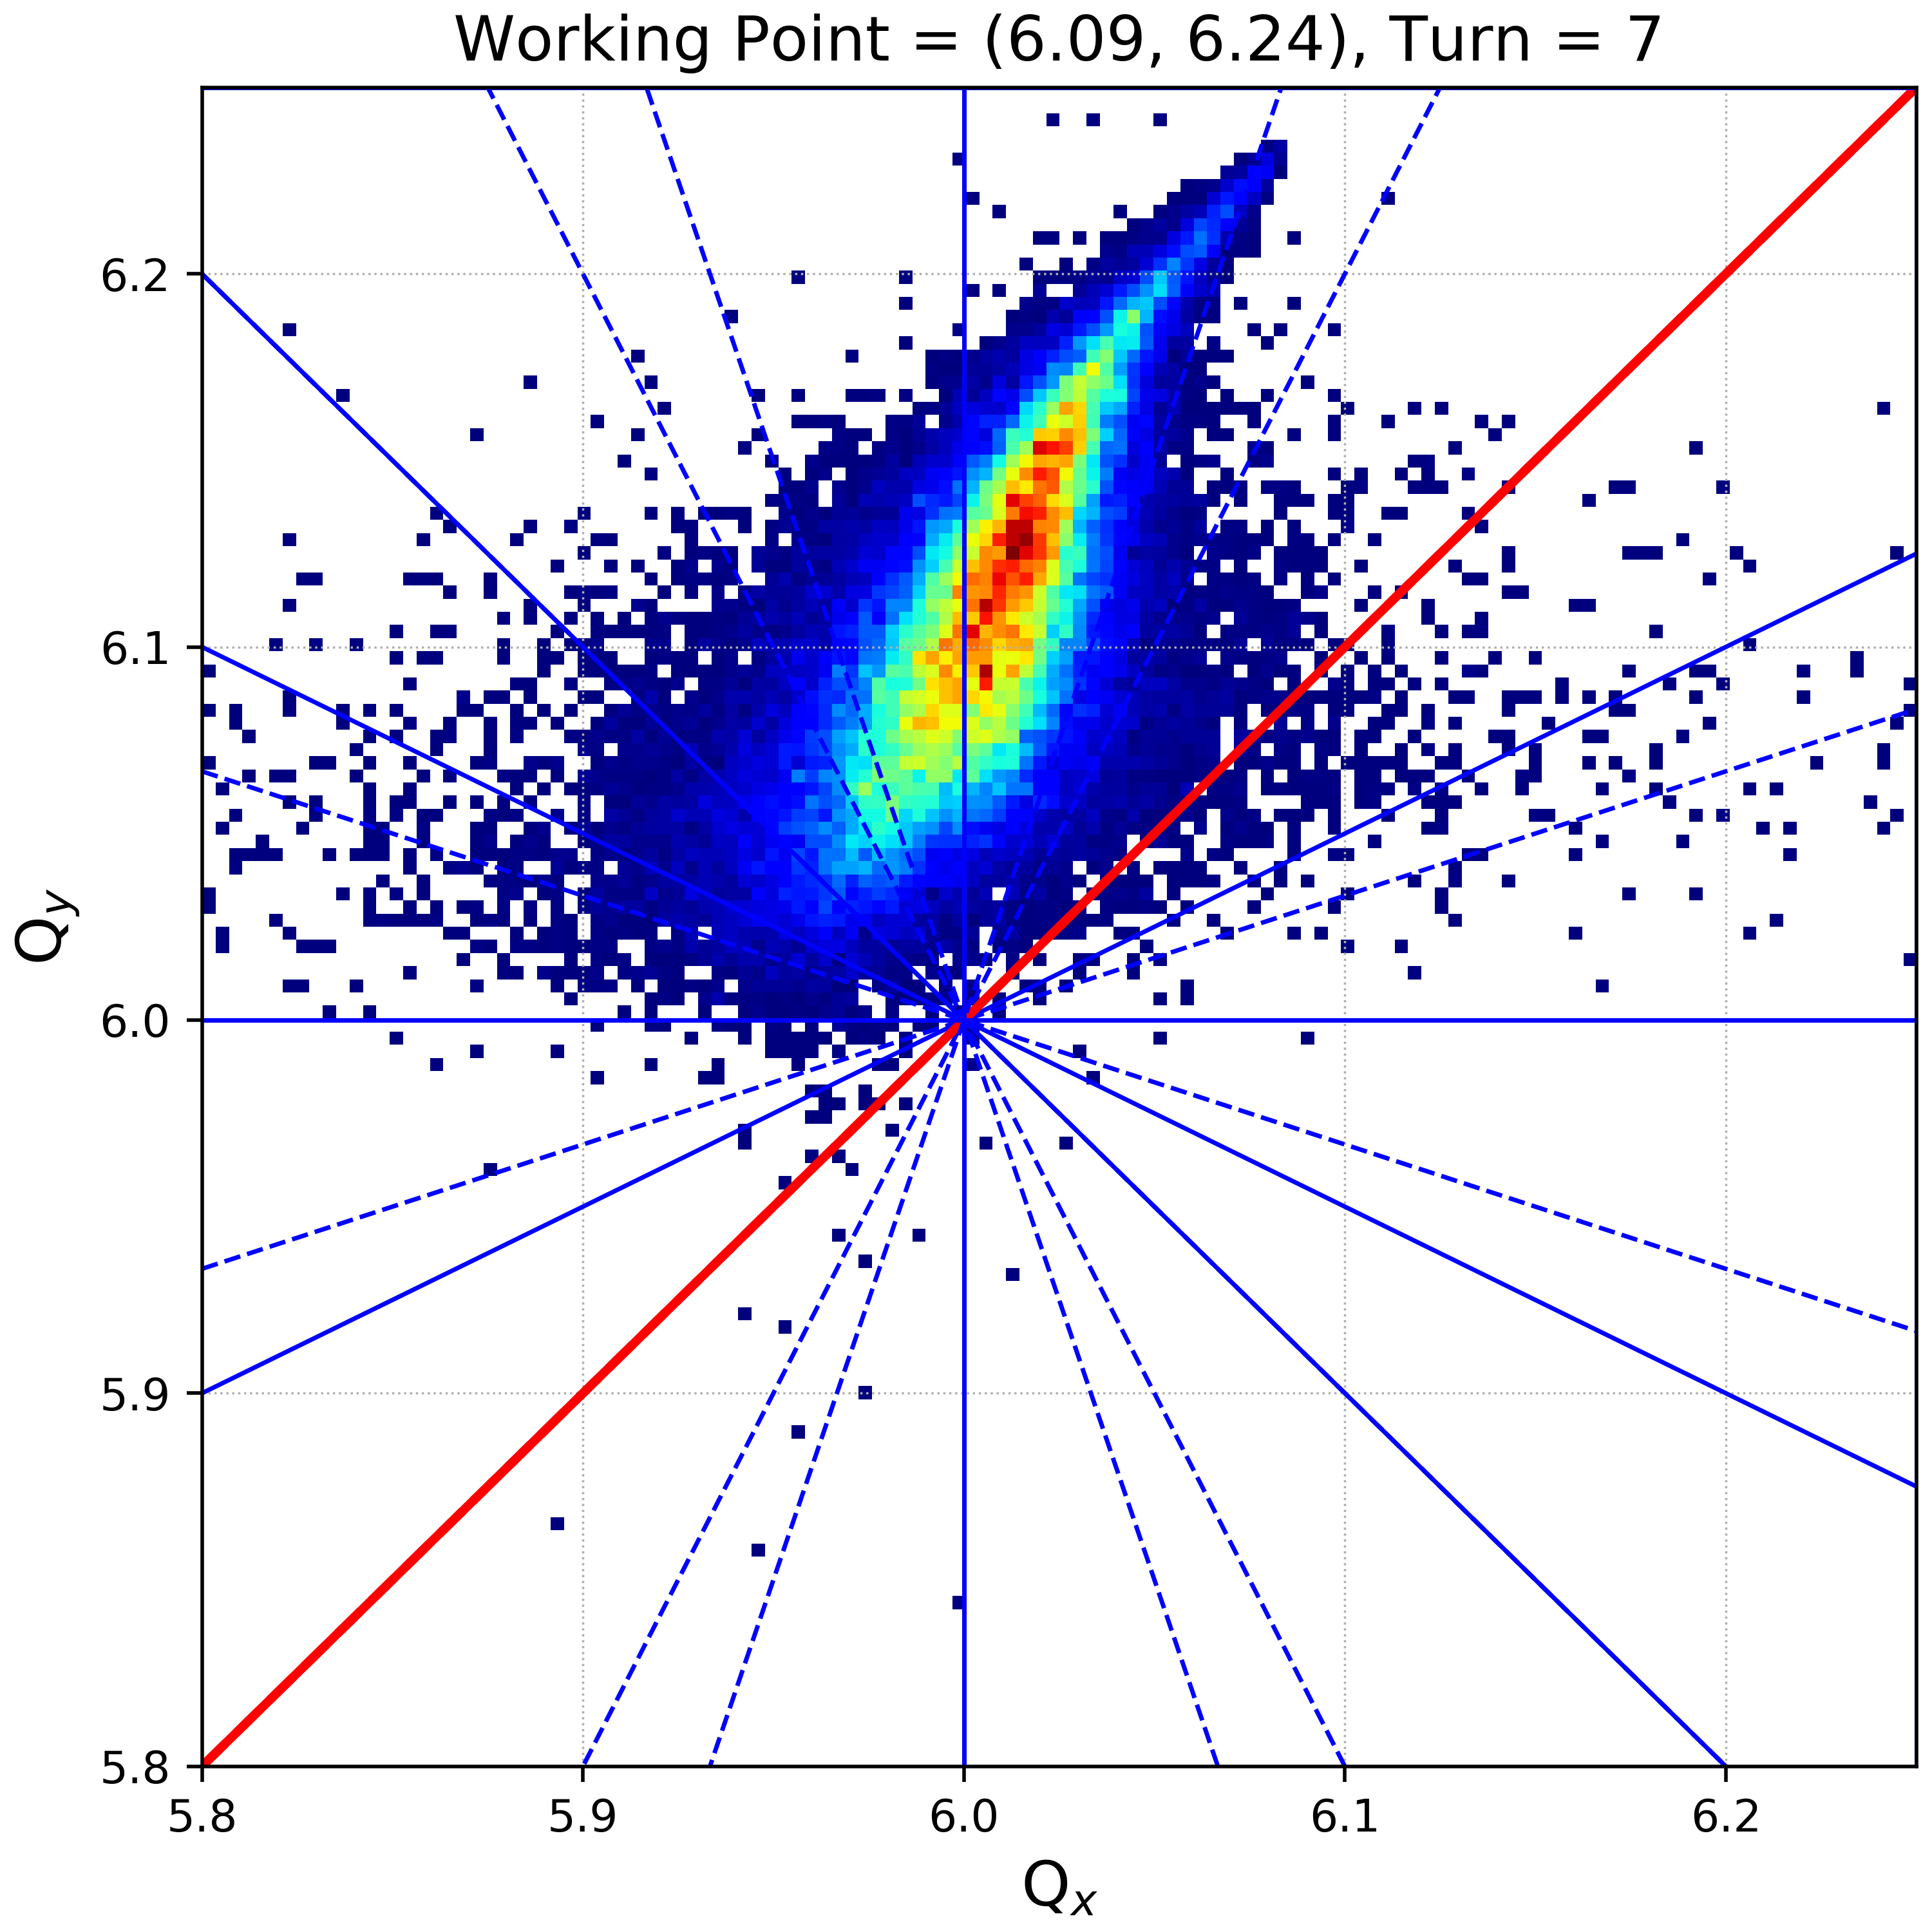 Working Point = (6.09, 6.24), Turn = 7
6.2
6.1
6.0
5.9
5.8
Qy
5.8 5.9 6.0 6.1 6.2
Qx